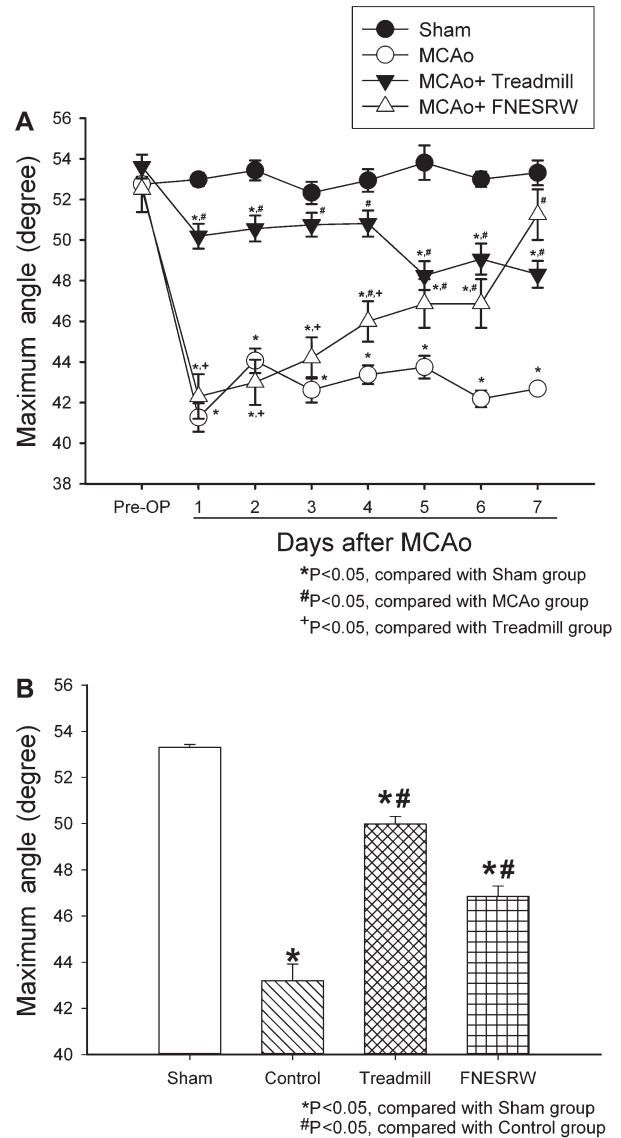 Sham
MCAo
MCAo+ Treadmill
MCAo+ FNESRW
A
Maximum angle (degree)
56
54
52
50
48
46
44
42
40
38
*,# *,# # #
*,# *,# *,#
*,+ *,+ *,+ *,#,+ *,# *,# #
* * * * * * *
Pre-OP 1 2 3 4 5 6 7
Days after MCAo
*P<0.05, compared with Sham group
#P<0.05, compared with MCAo group
+P<0.05, compared with Treadmill group
B
Maximum angle (degree)
56
54
52
50
48
46
44
42
40
* *# *#
Sham Control Treadmill FNESRW
*P<0.05, compared with Sham group
#P<0.05, compared with Control group